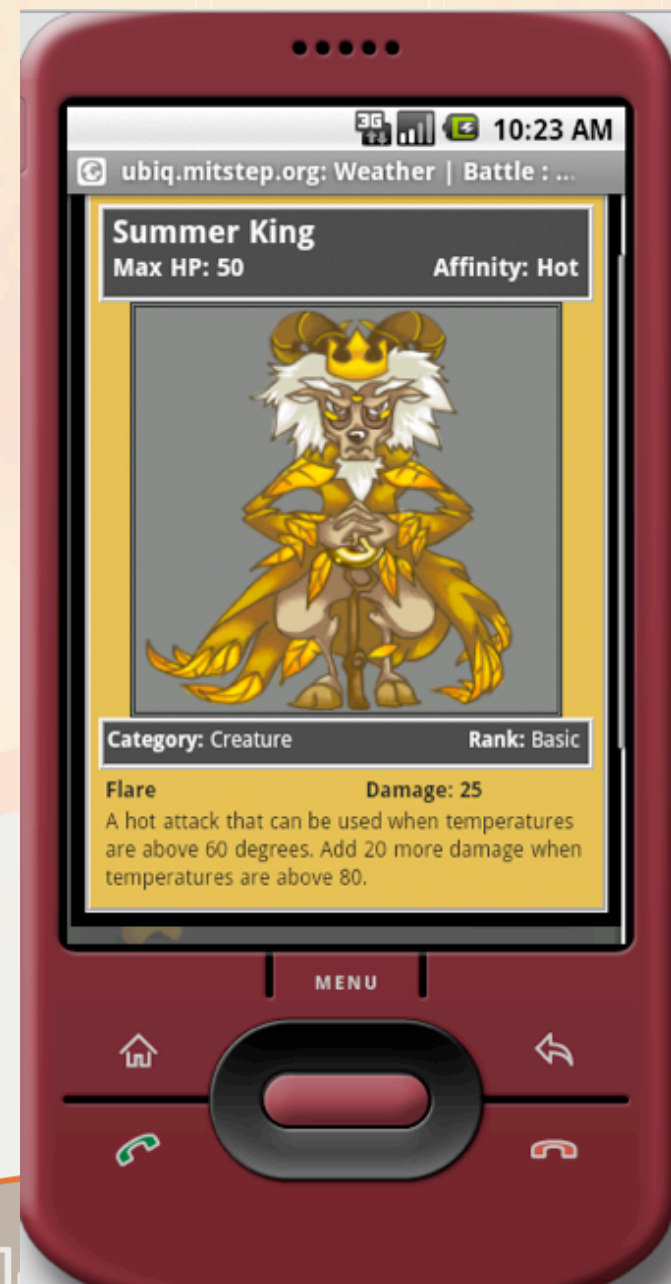 3G 10:23 AM
ubiq.mitstep.org: Weather | Battle : ...
Summer King
Max HP: 50 Affinity: Hot
Category: Creature Rank: Basic
Flare Damage: 25
A hot attack that can be used when temperatures
are above 60 degrees. Add 20 more damage when
temperatures are above 80.
MENU